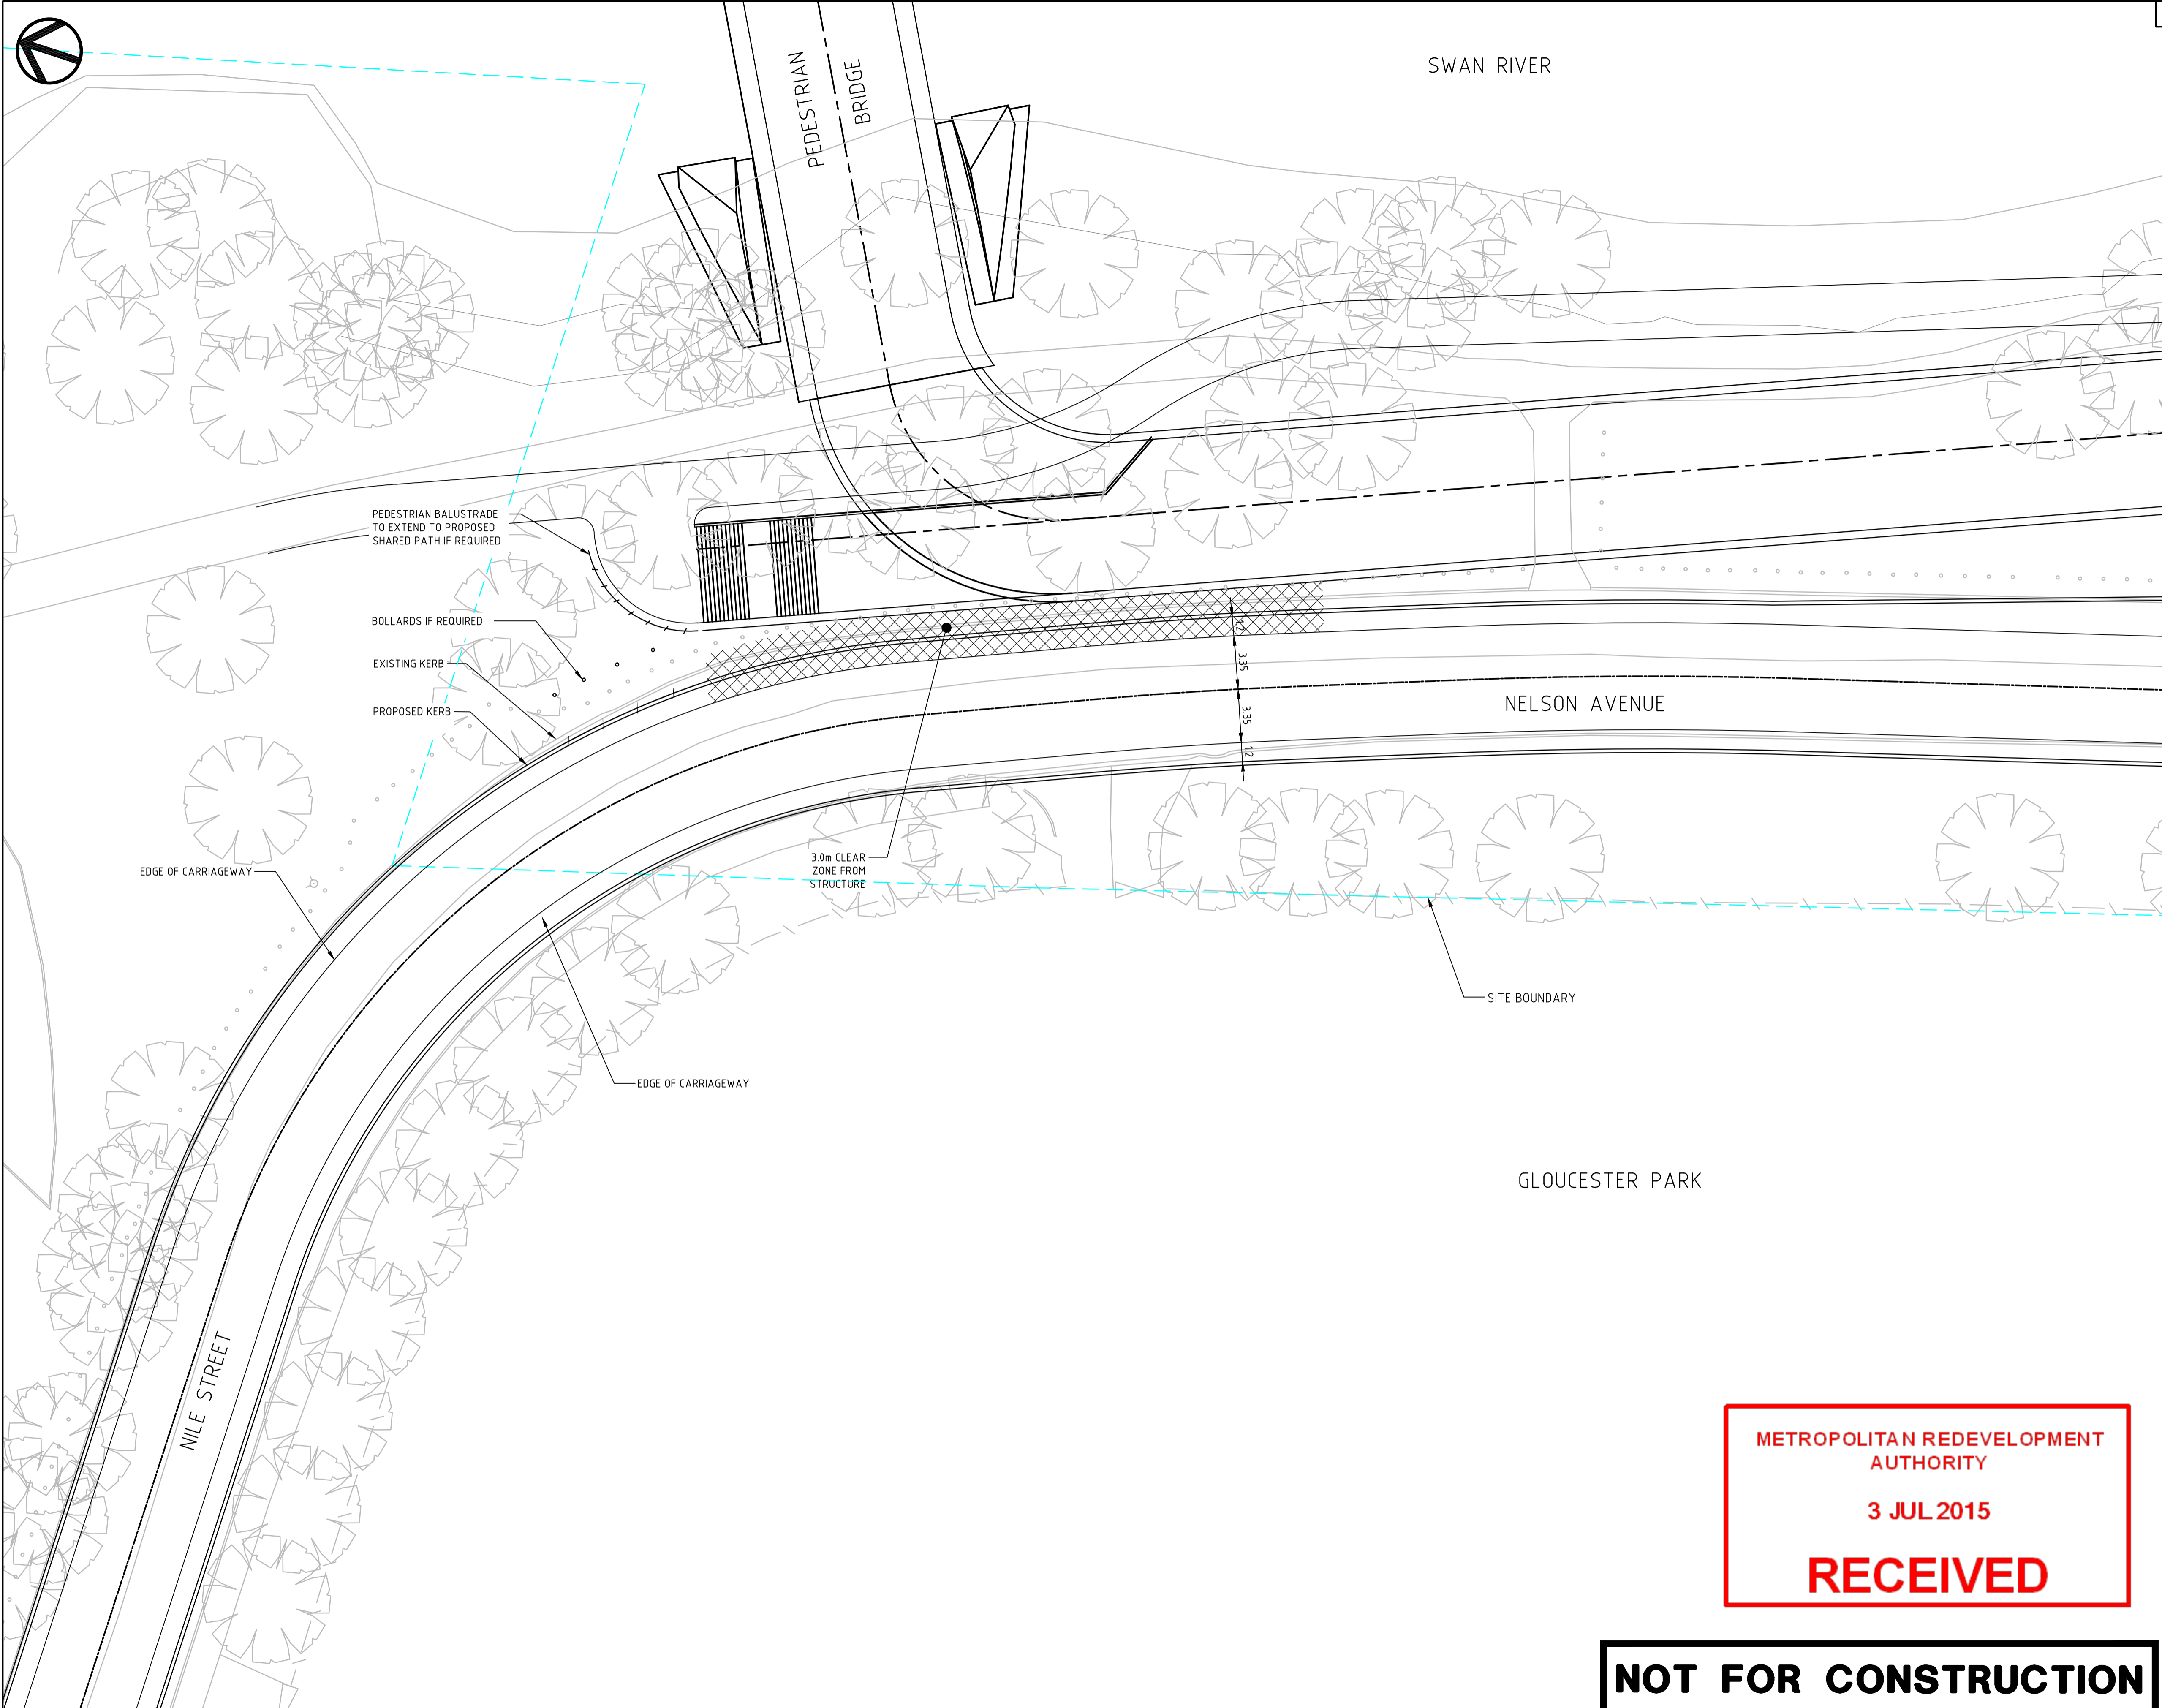 SWAN RIVER
PEDESTRIAN
BRIDGE
PEDESTRIAN BALUSTRADE
TO EXTEND TO PROPOSED
SHARED PATH IF REQUIRED
BOLLARDS IF REQUIRED
EXISTING KERB
PROPOSED KERB
1.2
3.35
3.35
1.2
NELSON AVENUE
EDGE OF CARRIAGEWAY
3.0m CLEAR
ZONE FROM
STRUCTURE
SITE BOUNDARY
EDGE OF CARRIAGEWAY
GLOUCESTER PARK
NILE STREET
METROPOLITAN REDEVELOPMENT
AUTHORITY
3 JUL 2015
RECEIVED
NOT FOR CONSTRUCTION